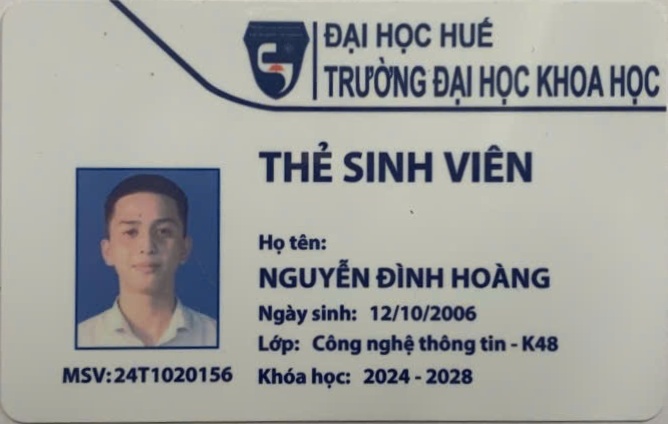 ĐẠI HỌC HUẾ
TRƯỜNG ĐẠI HỌC KHOA HỌC
THẺ SINH VIÊN
Họ tên:
NGUYỄN ĐÌNH HOÀNG
Ngày sinh: 12/10/2006
Lớp: Công nghệ thông tin - K48
MSV:24T1020156
Khóa học: 2024 - 2028